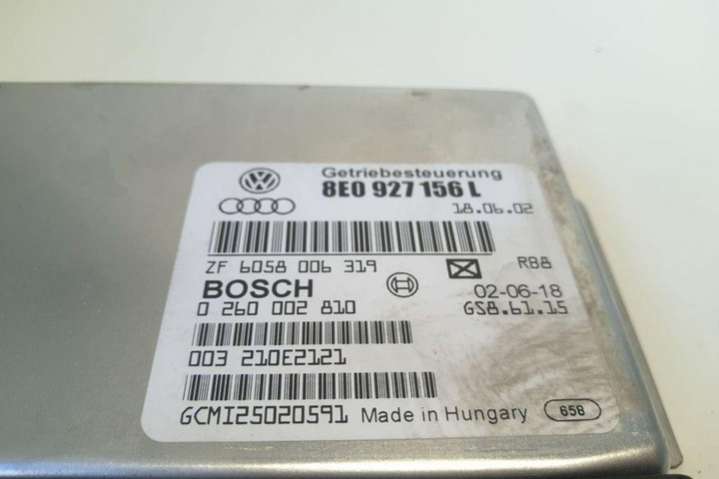 Getriebesteuerung
8E0 927 156 L
18.06.02
ZF 6058 006 319
RB8
BOSCH
02-06-18
0 260 002 810
GS8.61.15
003 210E2121
GCMI25020591 Made in Hungary 658